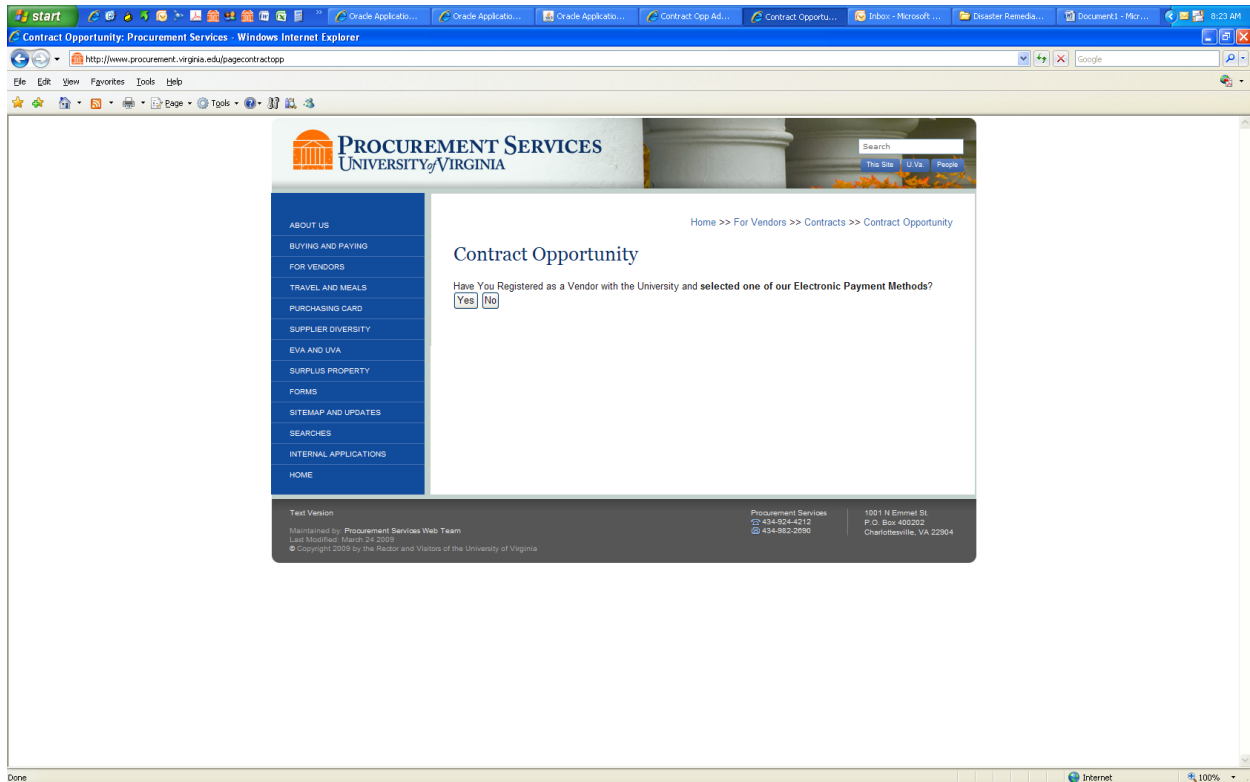 start
Oracle Applicatio...
Oracle Applicatio...
Oracle Applicatio...
Contract Opp Ad...
Contract Opportu...
Inbox - Microsoft ...
Disaster Remedia...
Document1 - Micr...
8:23 AM
Contract Opportunity: Procurement Services - Windows Internet Explorer
http://www.procurement.virginia.edu/pagecontractopp
Google
File Edit View Favorites Tools Help
Page Tools
PROCUREMENT SERVICES
UNIVERSITY of VIRGINIA
Search
This Site U.Va. People
ABOUT US
BUYING AND PAYING
FOR VENDORS
TRAVEL AND MEALS
PURCHASING CARD
SUPPLIER DIVERSITY
EVA AND UVA
SURPLUS PROPERTY
FORMS
SITEMAP AND UPDATES
SEARCHES
INTERNAL APPLICATIONS
HOME
Home >> For Vendors >> Contracts >> Contract Opportunity
Contract Opportunity
Have You Registered as a Vendor with the University and selected one of our Electronic Payment Methods?
Yes No
Text Version
Maintained by: Procurement Services Web Team
Last Modified: March 24 2009
© Copyright 2009 by the Rector and Visitors of the University of Virginia
Procurement Services
434-924-4212
434-982-2690
1001 N Emmet St.
P.O. Box 400202
Charlottesville, VA 22904
Done
Internet
100%